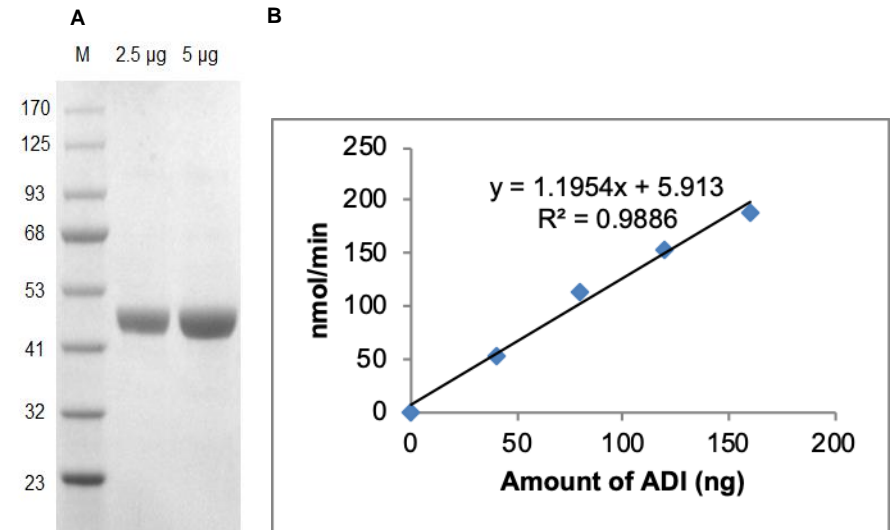 A
B
M 2.5 µg 5 µg
170
125
93
68
53
41
32
23
250
200
150
100
50
0
y = 1.1954x + 5.913
R² = 0.9886
nmol/min
0 50 100 150 200
Amount of ADI (ng)